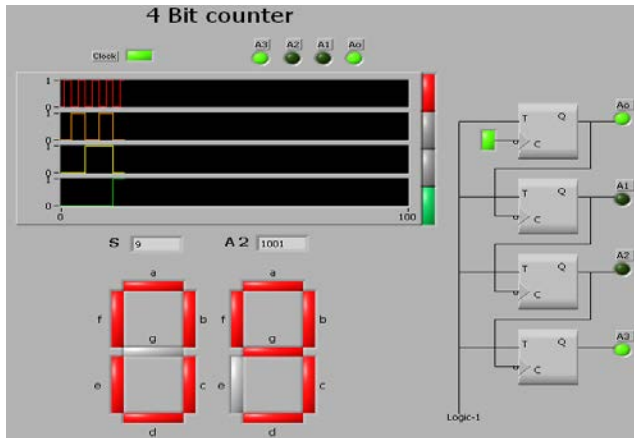 4 Bit counter
Clock
A3 A2 A1 Ao
1
0
1
0
1
0
1
0
0 100
S 9 A2 1001
a a
f b f b
g g
e c e c
d d
Ao
T Q
C
A1
T Q
C
A2
T Q
C
A3
T Q
C
Logic-1